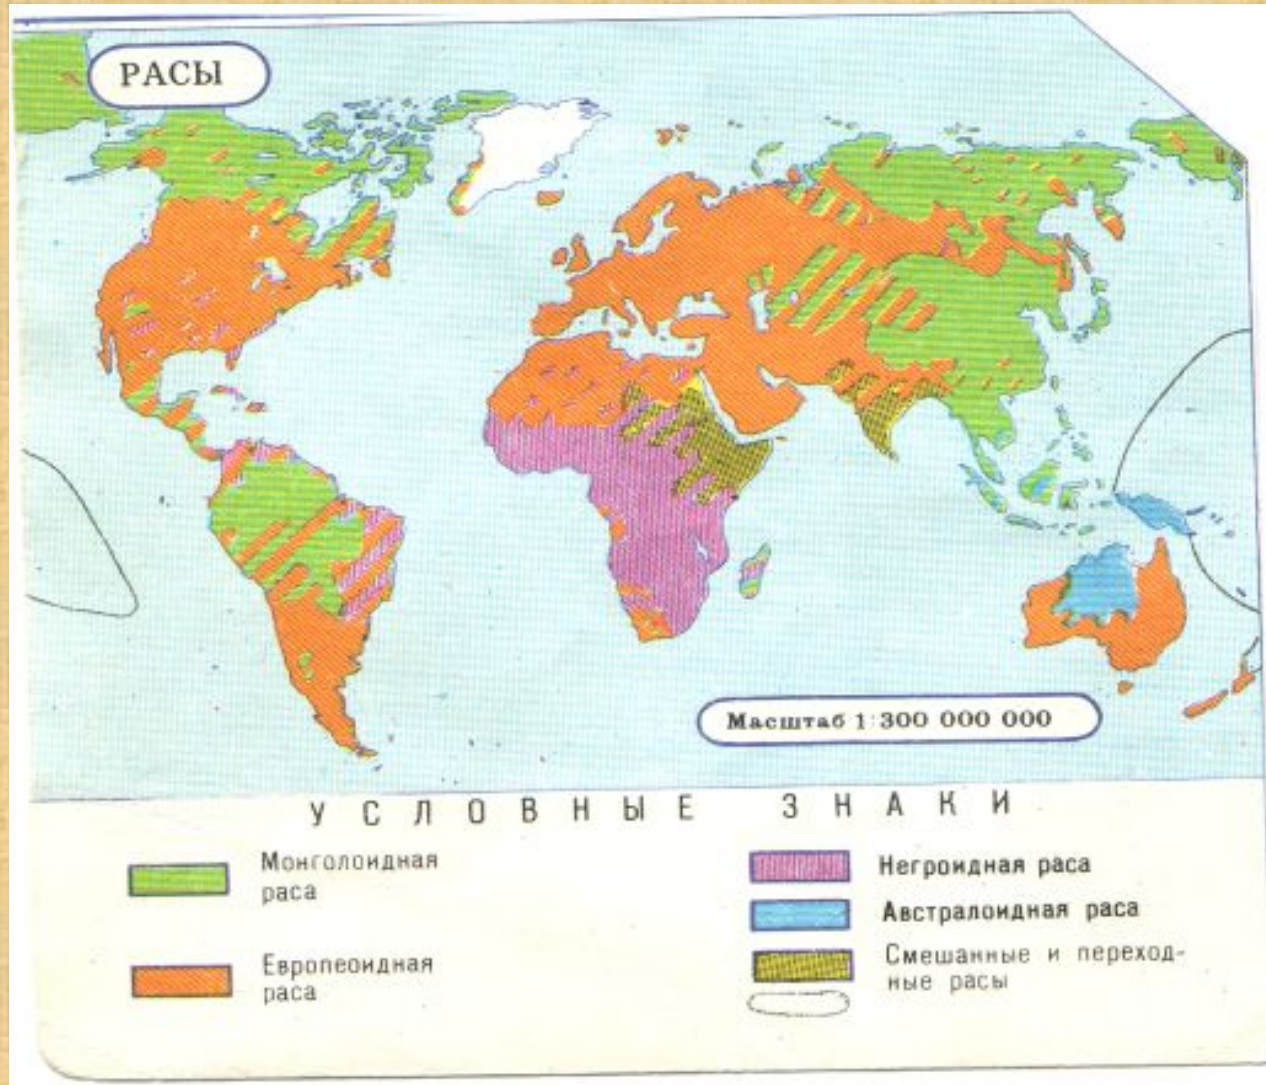 РАСЫ
Масштаб 1:300 000 000
УСЛОВНЫЕ ЗНАКИ
Монголоидная
раса
Европеоидная
раса
Негроидная раса
Австралоидная раса
Смешанные и переход-
ные расы